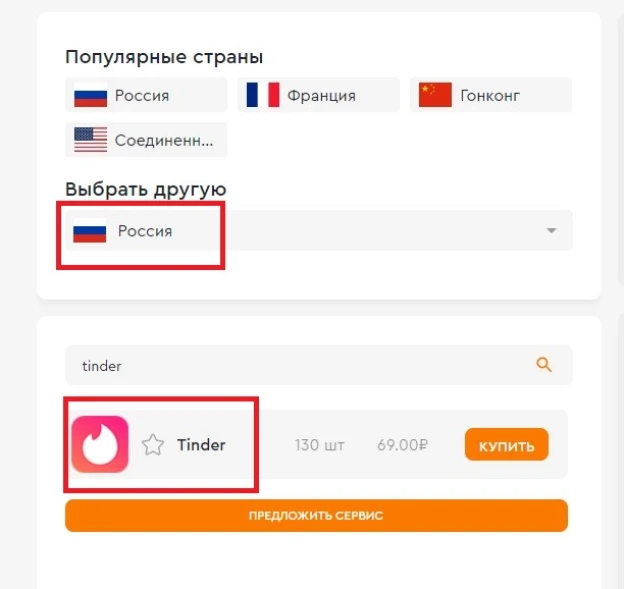 Популярные страны
Россия
Франция
Гонконг
Соединенн...
Выбрать другую
Россия
tinder
Tinder 130 шт 69.00₽ КУПИТЬ
ПРЕДЛОЖИТЬ СЕРВИС